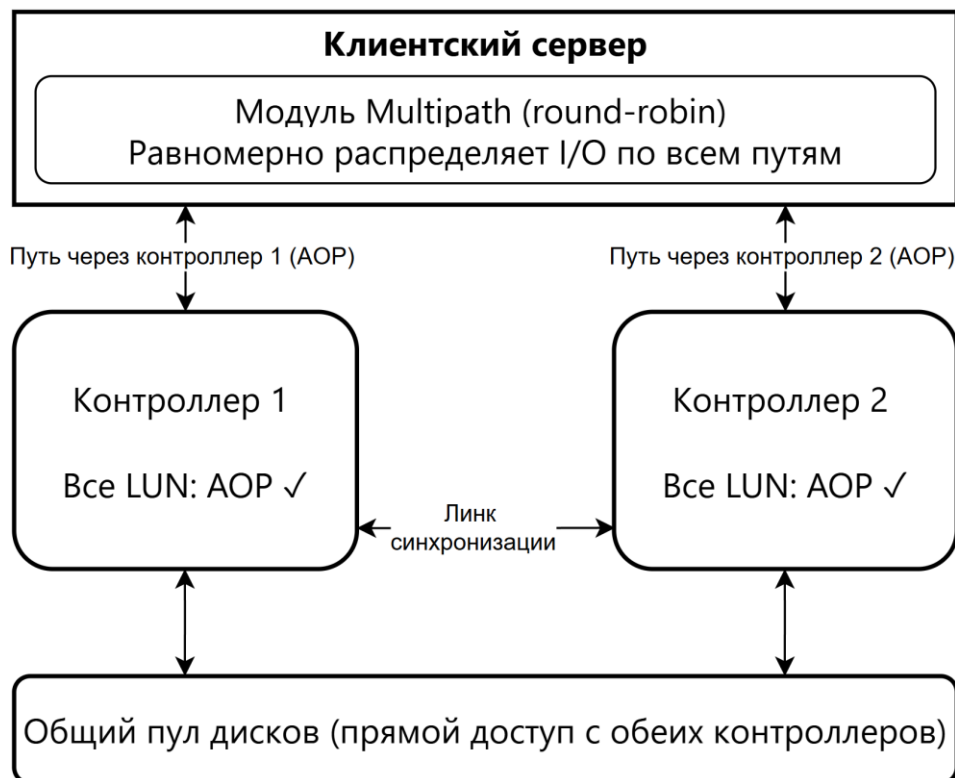 Клиентский сервер
Модуль Multipath (round-robin)
Равномерно распределяет I/O по всем путям
Путь через контроллер 1 (AOP)
Путь через контроллер 2 (AOP)
Контроллер 1
Все LUN: AOP ✓
Контроллер 2
Все LUN: AOP ✓
Линк
синхронизации
Общий пул дисков (прямой доступ с обеих контроллеров)